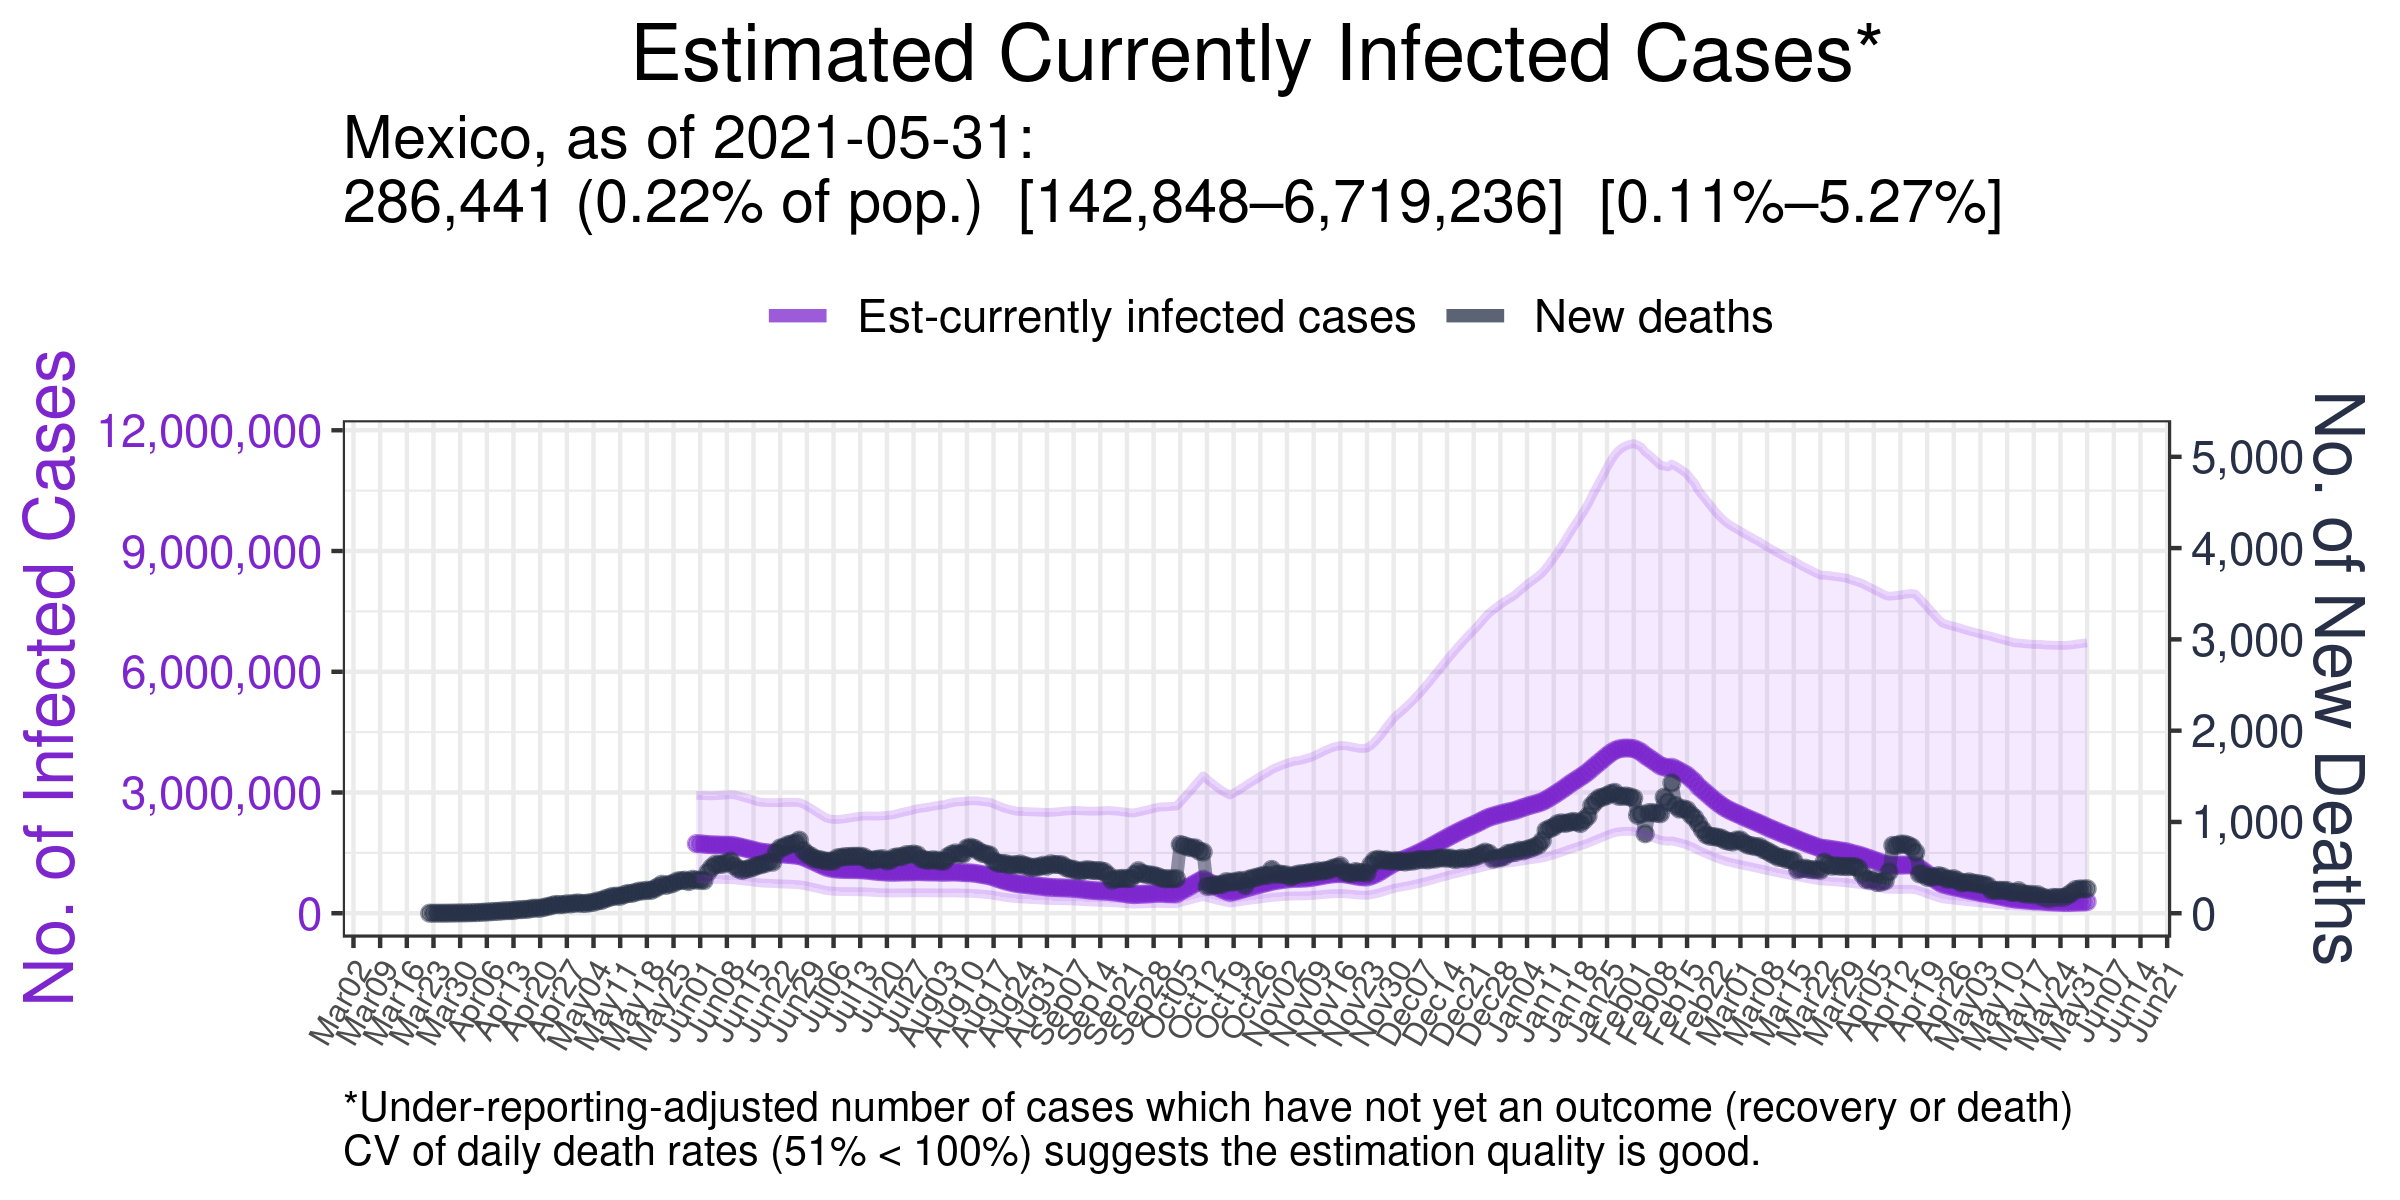 Estimated Currently Infected Cases*
Mexico, as of 2021-05-31:
286,441 (0.22% of pop.) [142,848–6,719,236] [0.11%–5.27%]
Est-currently infected cases
New deaths
No. of Infected Cases
12,000,000
9,000,000
6,000,000
3,000,000
0
5,000
4,000
3,000
2,000
1,000
0
No. of New Deaths
Mar02
Mar09
Mar16
Mar23
Mar30
Apr06
Apr13
Apr20
Apr27
May04
May11
May18
May25
Jun01
Jun08
Jun15
Jun22
Jun29
Jul06
Jul13
Jul20
Jul27
Aug03
Aug10
Aug17
Aug24
Aug31
Sep07
Sep14
Sep21
Sep28
Oct05
Oct12
Oct19
Oct26
Nov02
Nov09
Nov16
Nov23
Nov30
Dec07
Dec14
Dec21
Dec28
Jan04
Jan11
Jan18
Jan25
Feb01
Feb08
Feb15
Feb22
Mar01
Mar08
Mar15
Mar22
Mar29
Apr05
Apr12
Apr19
Apr26
May03
May10
May17
May24
May31
Jun07
Jun14
Jun21
*Under-reporting-adjusted number of cases which have not yet an outcome (recovery or death)
CV of daily death rates (51% < 100%) suggests the estimation quality is good.